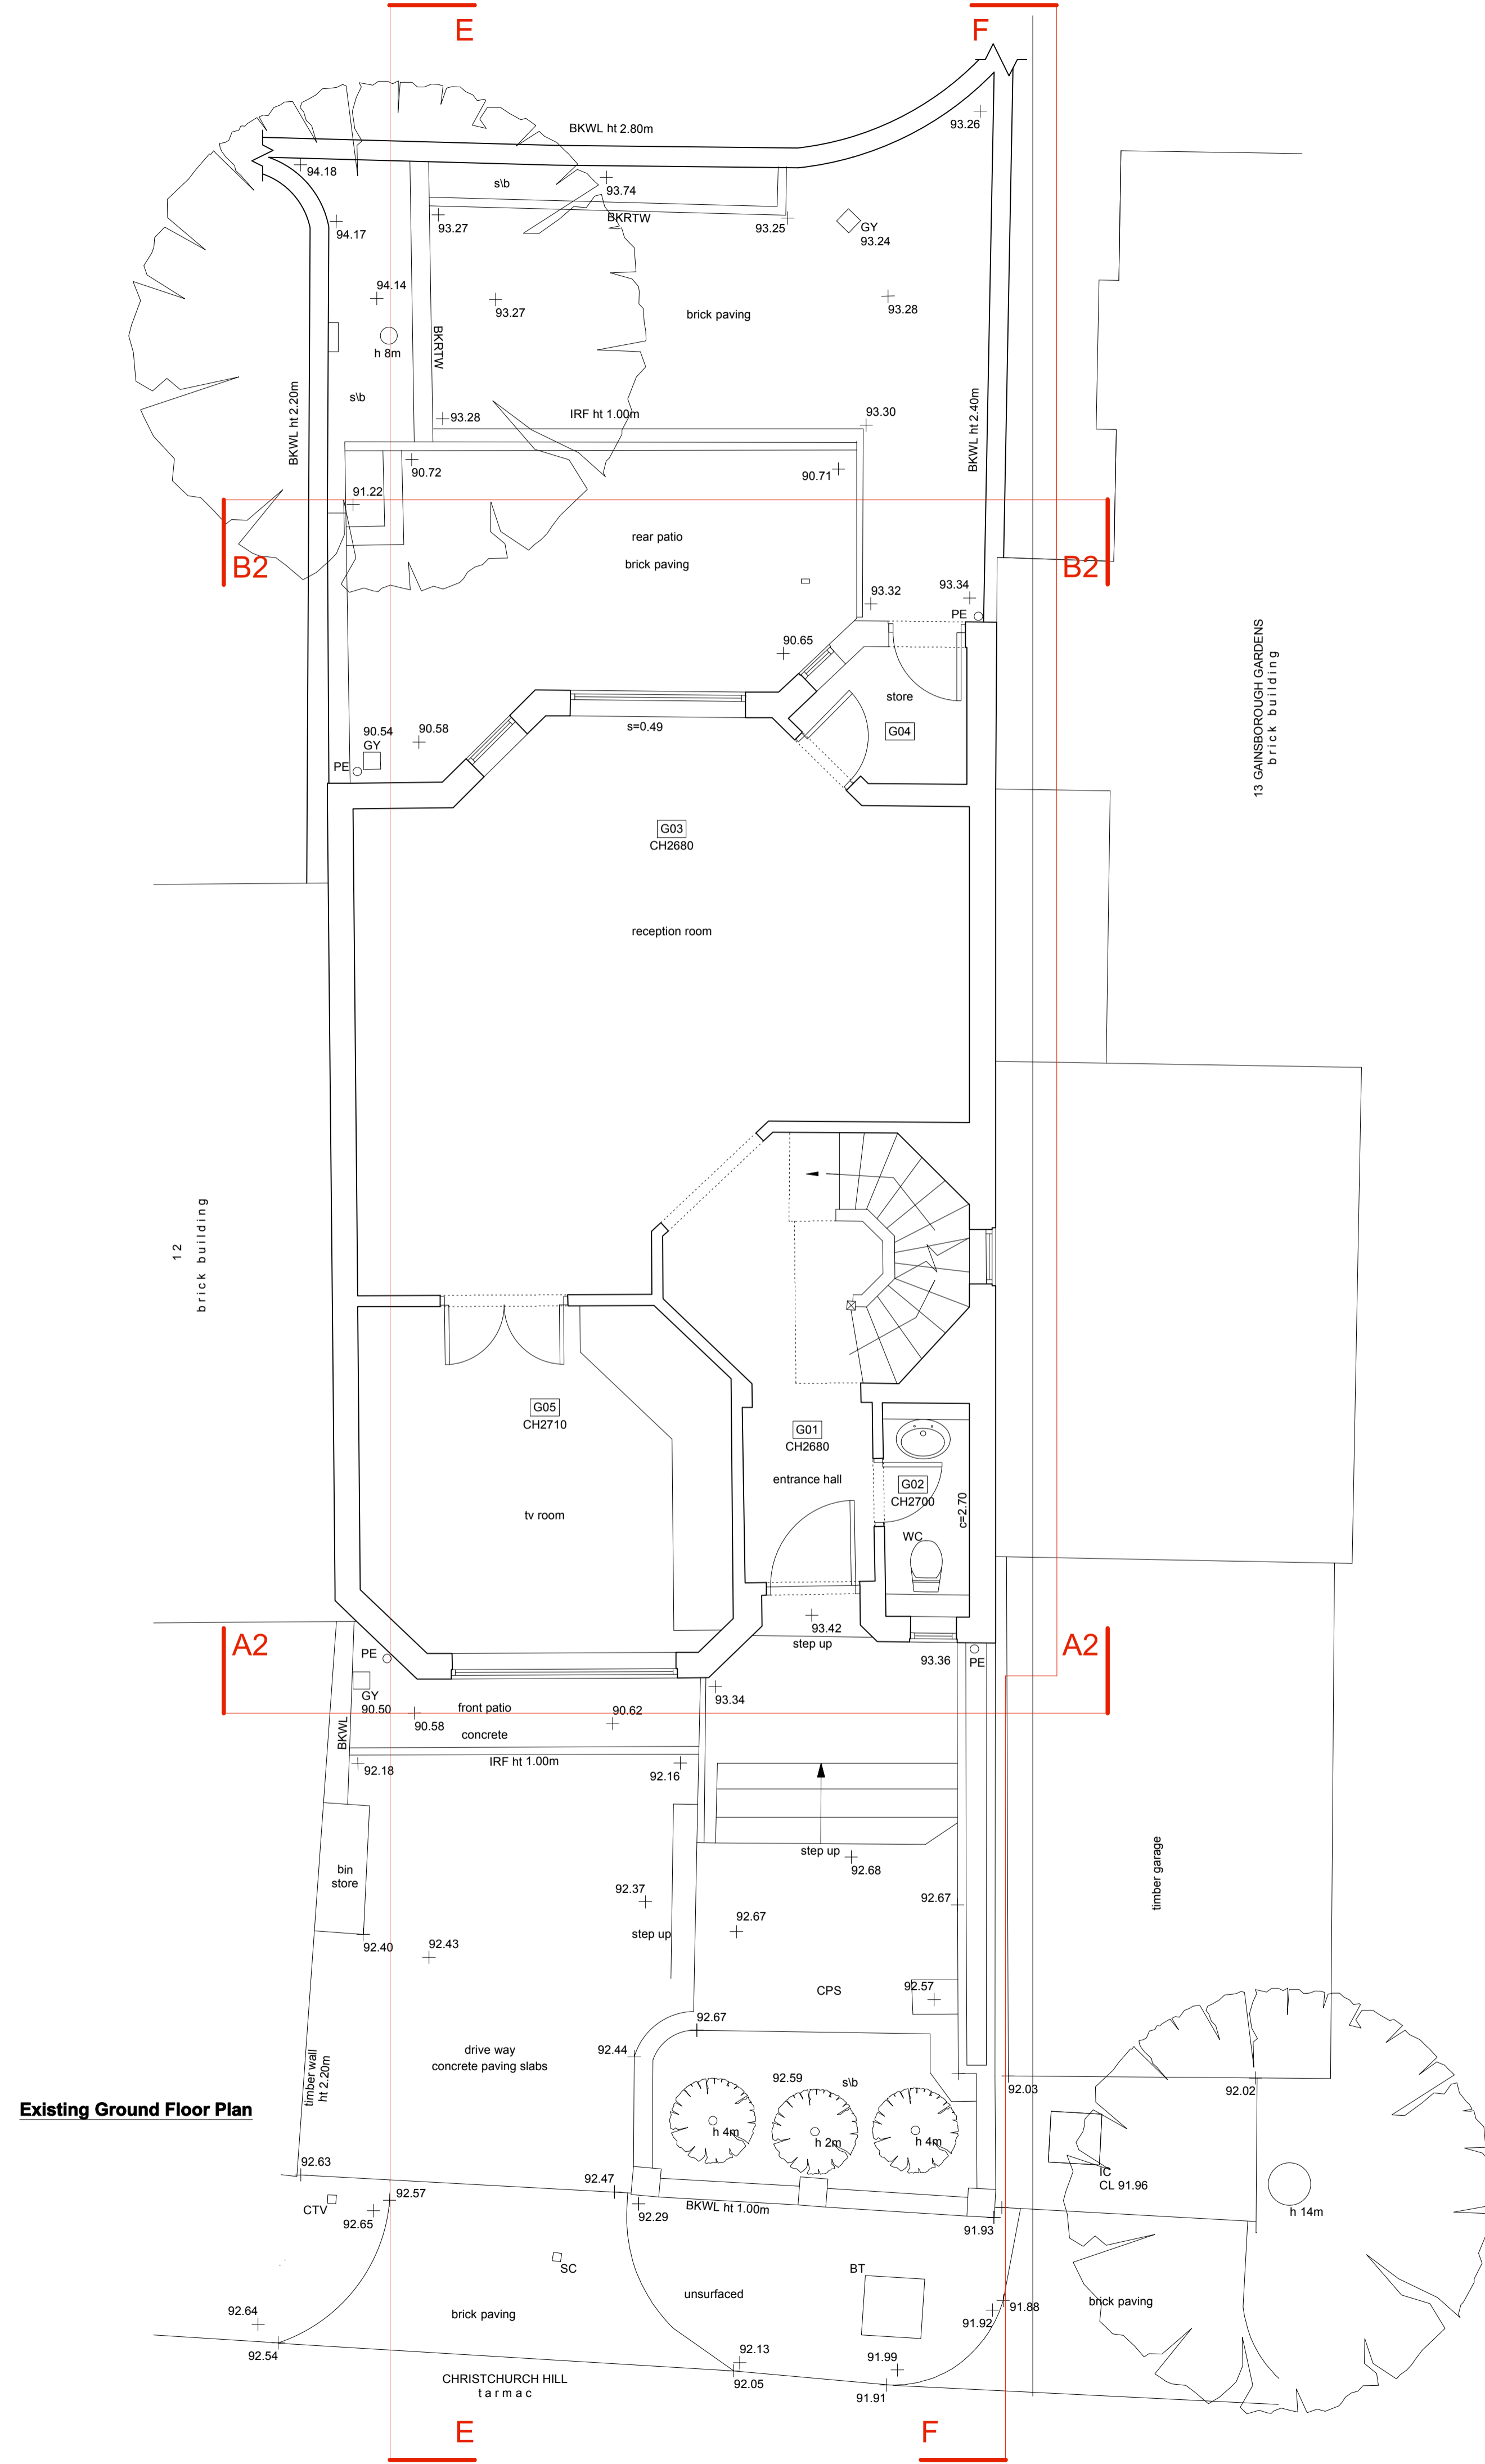 E
F
93.26
BKWL ht 2.80m
94.18
s\b
93.74
BKRTW
94.17
93.27
93.25
GY
93.24
94.14
93.27
93.28
brick paving
BKRTW
h 8m
BKWL ht 2.20m
s\b
BKWL ht 2.40m
93.28
IRF ht 1.00m
93.30
90.72
90.71
91.22
B2
B2
rear patio
brick paving
93.32
93.34
PE
13 GAINSBOROUGH GARDENS
brick building
90.65
store
G04
s=0.49
90.54
GY
90.58
PE
G03
CH2680
reception room
12
brick building
G05
CH2710
G01
CH2680
entrance hall
G02
CH2700
c=2.70
tv room
WC
93.42
step up
A2
A2
PE
93.36
PE
GY
90.50
93.34
front patio
90.58
90.62
concrete
BKWL
IRF ht 1.00m
92.18
92.16
bin
store
step up
92.68
timber garage
92.37
92.67
92.67
step up
92.40
92.43
92.57
CPS
92.67
drive way
concrete paving slabs
92.44
timber wall
ht 2.20m
92.59
s\b
92.03
92.02
Existing Ground Floor Plan
h 4m
h 2m
h 4m
92.63
92.47
IC
CL 91.96
CTV
92.57
92.65
92.29
BKWL ht 1.00m
91.93
h 14m
SC
BT
unsurfaced
brick paving
92.64
brick paving
91.92
91.88
92.54
92.13
91.99
92.05
91.91
CHRISTCHURCH HILL
tarmac
E
F